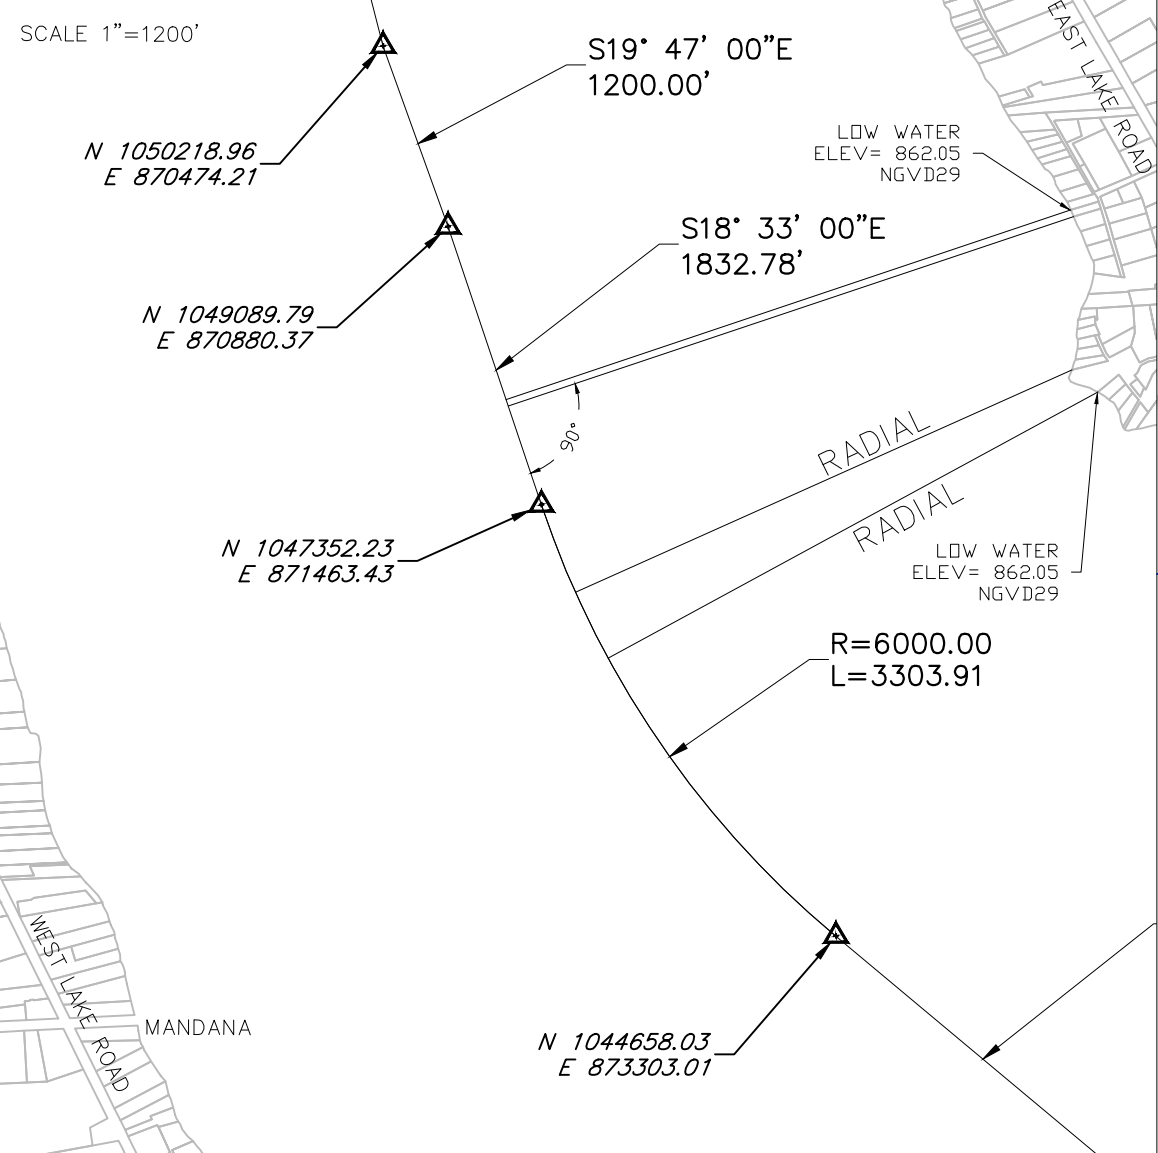 SCALE 1”=1200’
EAST LAKE ROAD
S19° 47’ 00”E
1200.00’
N 1050218.96
E 870474.21
LOW WATER
ELEV= 862.05
NGVD29
S18° 33’ 00”E
1832.78’
N 1049089.79
E 870880.37
90°
RADIAL
RADIAL
N 1047352.23
E 871463.43
LOW WATER
ELEV= 862.05
NGVD29
R=6000.00
L=3303.91
WEST LAKE ROAD
MANDANA
N 1044658.03
E 873303.01